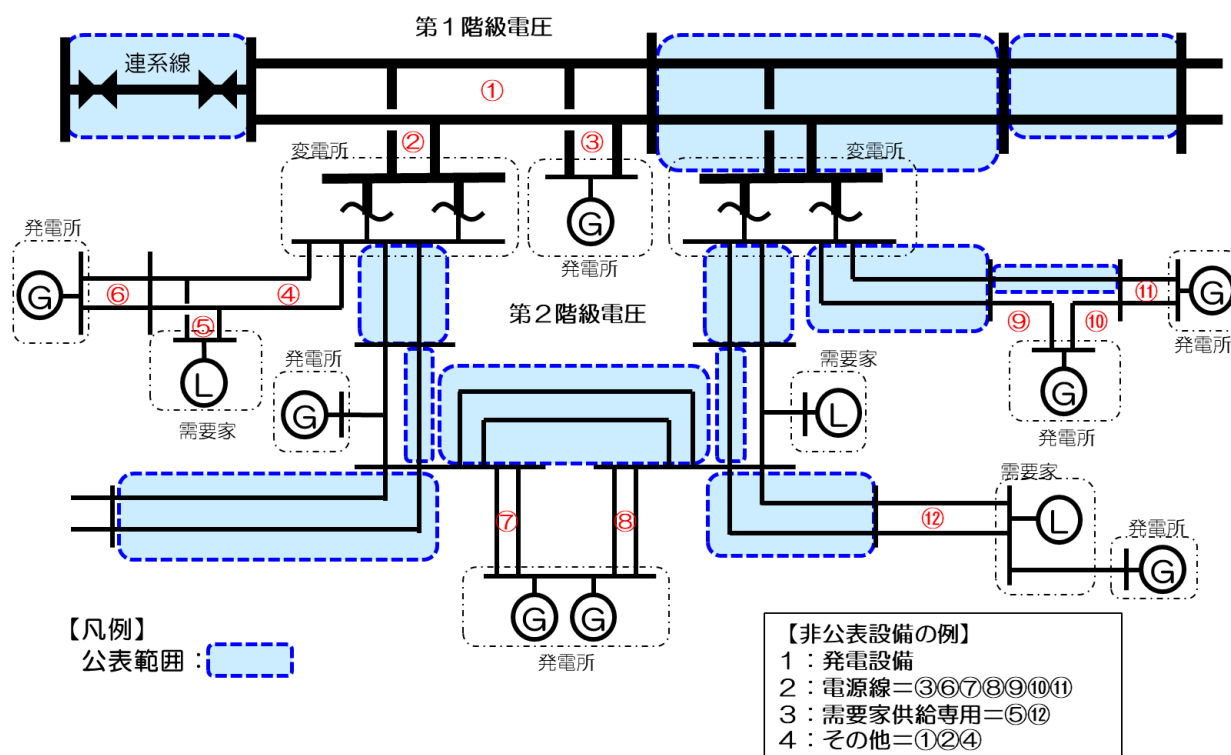 第１階級電圧
連系線
①
②
③
変電所
変電所
G
発電所
発電所
G
⑥
④
⑤
L
需要家
第２階級電圧
⑨
⑩
⑪
G
発電所
G
発電所
発電所
G
需要家
L
⑦
⑧
G
G
発電所
⑫
需要家
L
発電所
G
【凡例】
公表範囲：
【非公表設備の例】
１：発電設備
２：電源線＝③⑥⑦⑧⑨⑩⑪
３：需要家供給専用＝⑤⑫
４：その他＝①②④